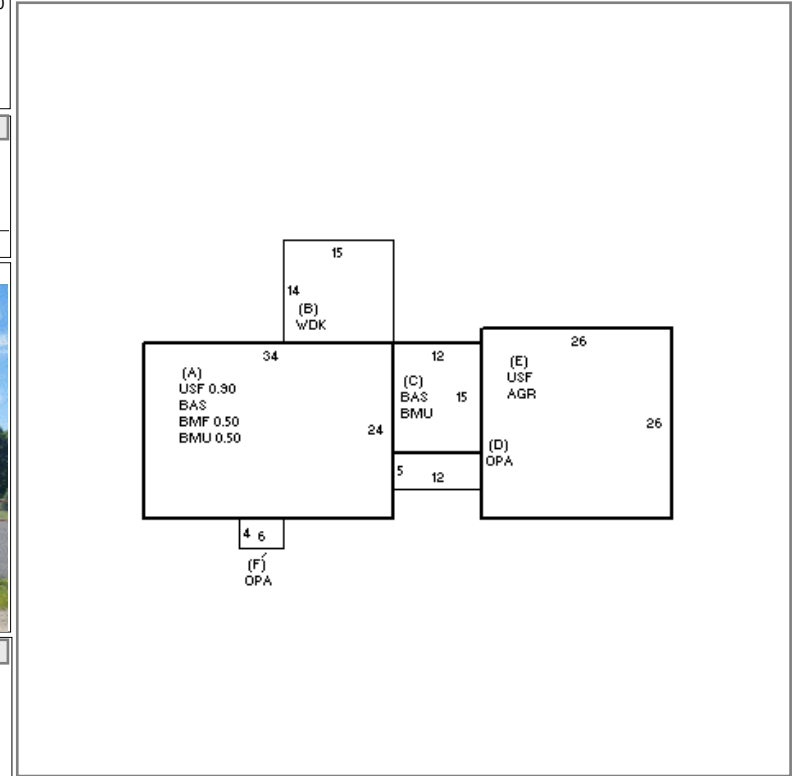 15
14
(B)
WDK
34
(A)
USF 0.90
BAS
BMF 0.50
BMU 0.50
24
12
(C)
BAS
BMU
15
26
(E)
USF
AGR
26
(D)
OPA
5
12
4 6
(F)
OPA